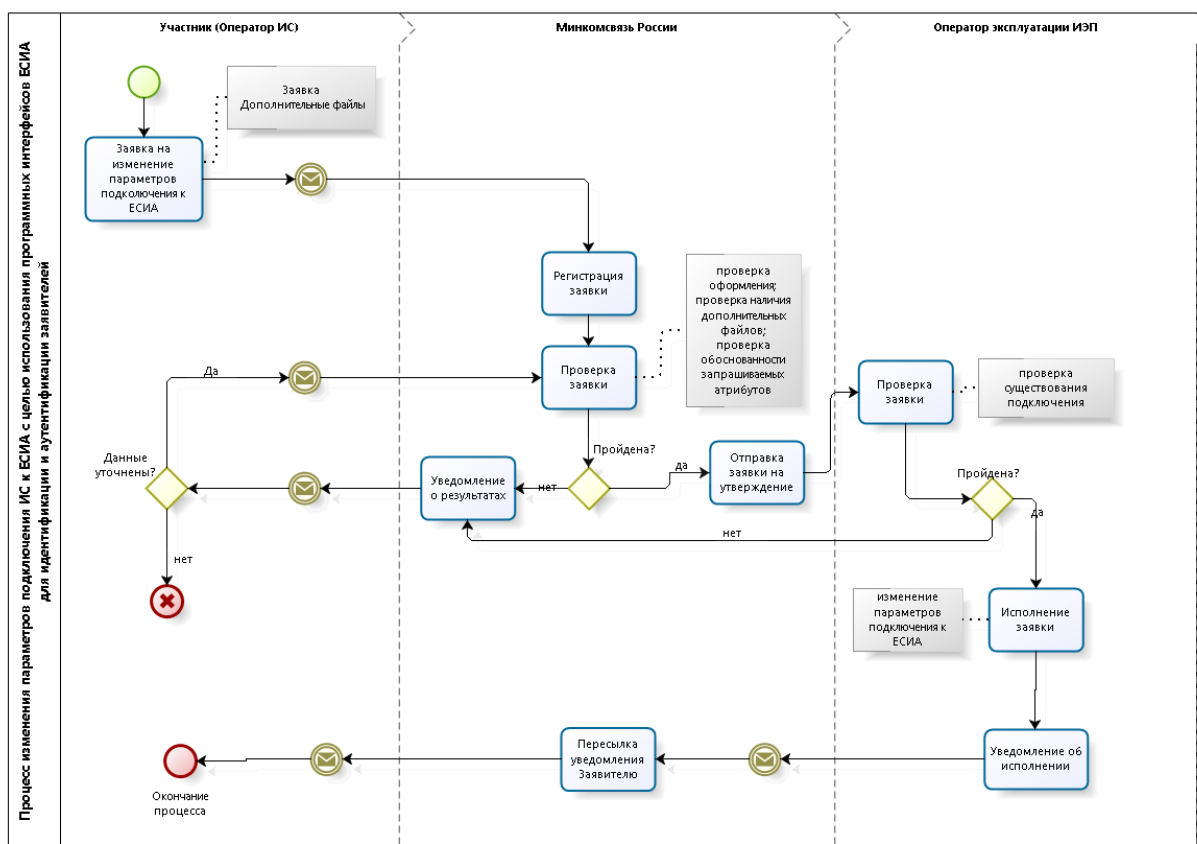 Процесс изменения параметров подключения ИС к ЕСИА с целью использования программных интерфейсов ЕСИА
для идентификации и аутентификации заявителей
Участник (Оператор ИС)
Минкомсвязь России
Оператор эксплуатации ИЭП
Заявка
Дополнительные файлы
Заявка на
изменение
параметров
подколючения к
ЕСИА
Регистрация
заявки
проверка
оформления;
проверка наличия
дополнительных
файлов;
проверка
обоснованности
запрашиваемых
атрибутов
Да
Проверка
заявки
Проверка
заявки
проверка
существования
подключения
Данные
уточнены?
Уведомление
о результатах
нет
Пройдена?
да
Отправка
заявки на
утверждение
Пройдена?
да
нет
нет
изменение
параметров
подключения к
ЕСИА
Исполнение
заявки
Окончание
процесса
Пересылка
уведомления
Заявителю
Уведомление об
исполнении